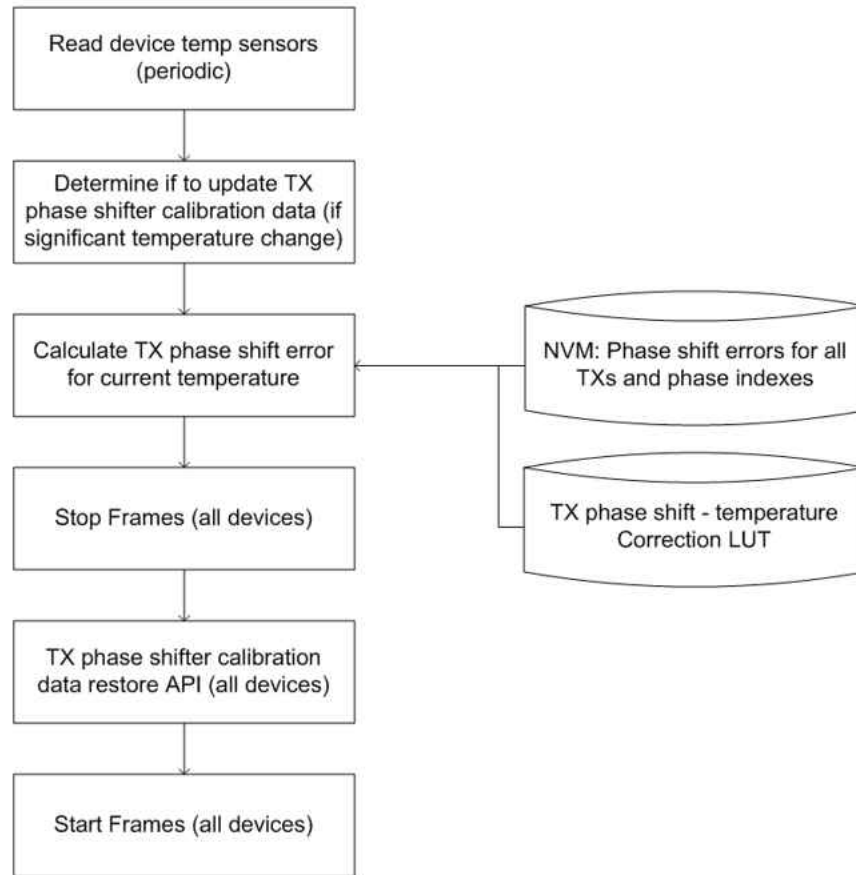 Read device temp sensors
(periodic)
Determine if to update TX
phase shifter calibration data (if
significant temperature change)
Calculate TX phase shift error
for current temperature
NVM: Phase shift errors for all
TXs and phase indexes
TX phase shift - temperature
Correction LUT
Stop Frames (all devices)
TX phase shifter calibration
data restore API (all devices)
Start Frames (all devices)